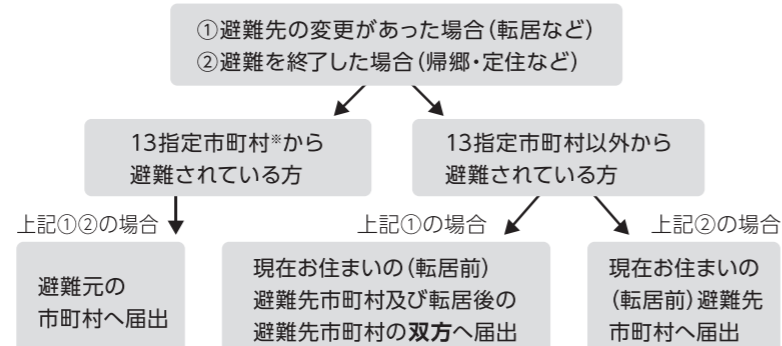 ①避難先の変更があった場合（転居など）
②避難を終了した場合（帰郷・定住など）
13指定市町村※から
避難されている方
13指定市町村以外から
避難されている方
上記①②の場合
上記①の場合
上記②の場合
避難元の
市町村へ届出
現在お住まいの（転居前）
避難先市町村及び転居後の
避難先市町村の双方へ届出
現在お住まいの
（転居前）避難先
市町村へ届出